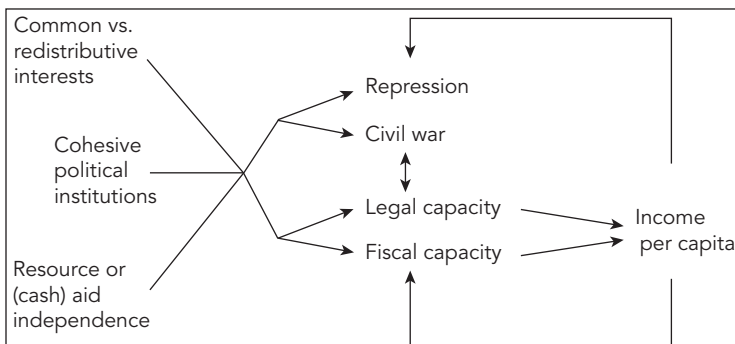 Common vs.
redistributive
interests
Cohesive
political
institutions
Resource or
(cash) aid
independence
Repression
Civil war
Legal capacity
Fiscal capacity
Income
per capita